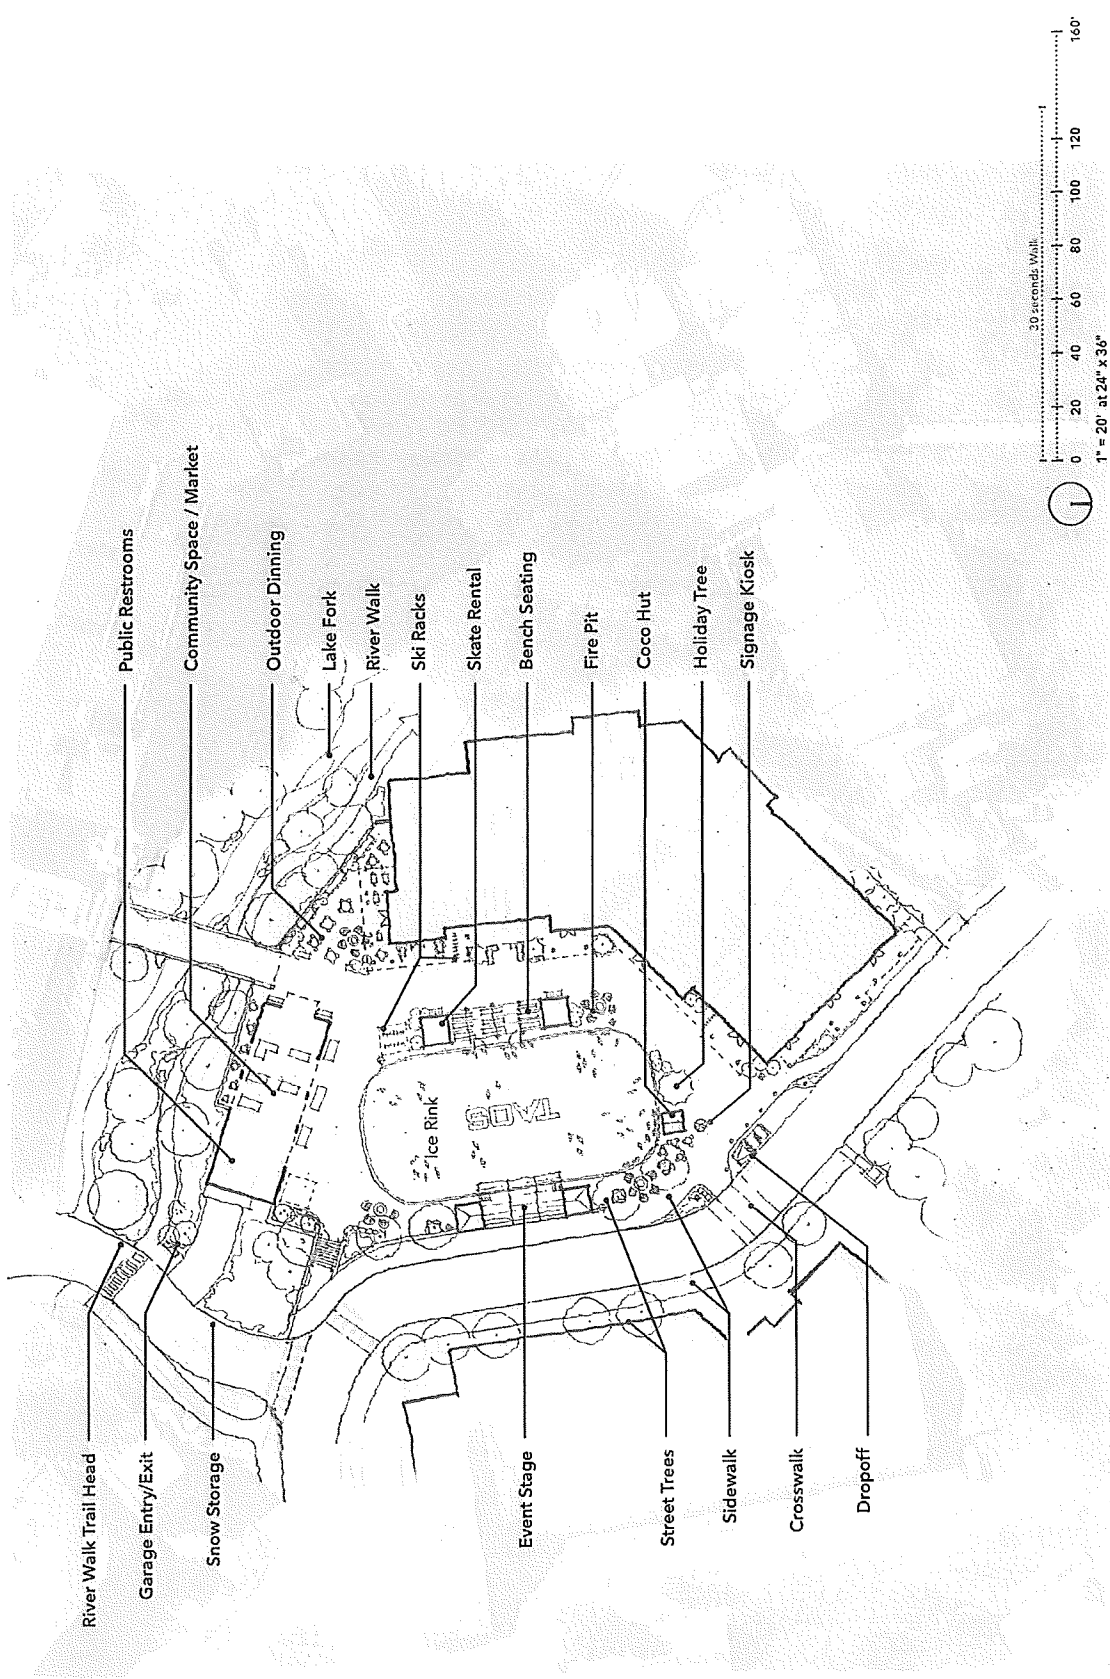 River Walk Trail Head
Garage Entry/Exit
Snow Storage
Event Stage
Street Trees
Sidewalk
Crosswalk
Dropoff
Public Restrooms
Community Space / Market
Outdoor Dinning
Lake Fork
River Walk
Ski Racks
Skate Rental
Bench Seating
Fire Pit
Coco Hut
Holiday Tree
Signage Kiosk
Ice Rink
TAOS
30 seconds Walk
0 20 40 60 80 100 120 160'
1" = 20' at 24" x 36"